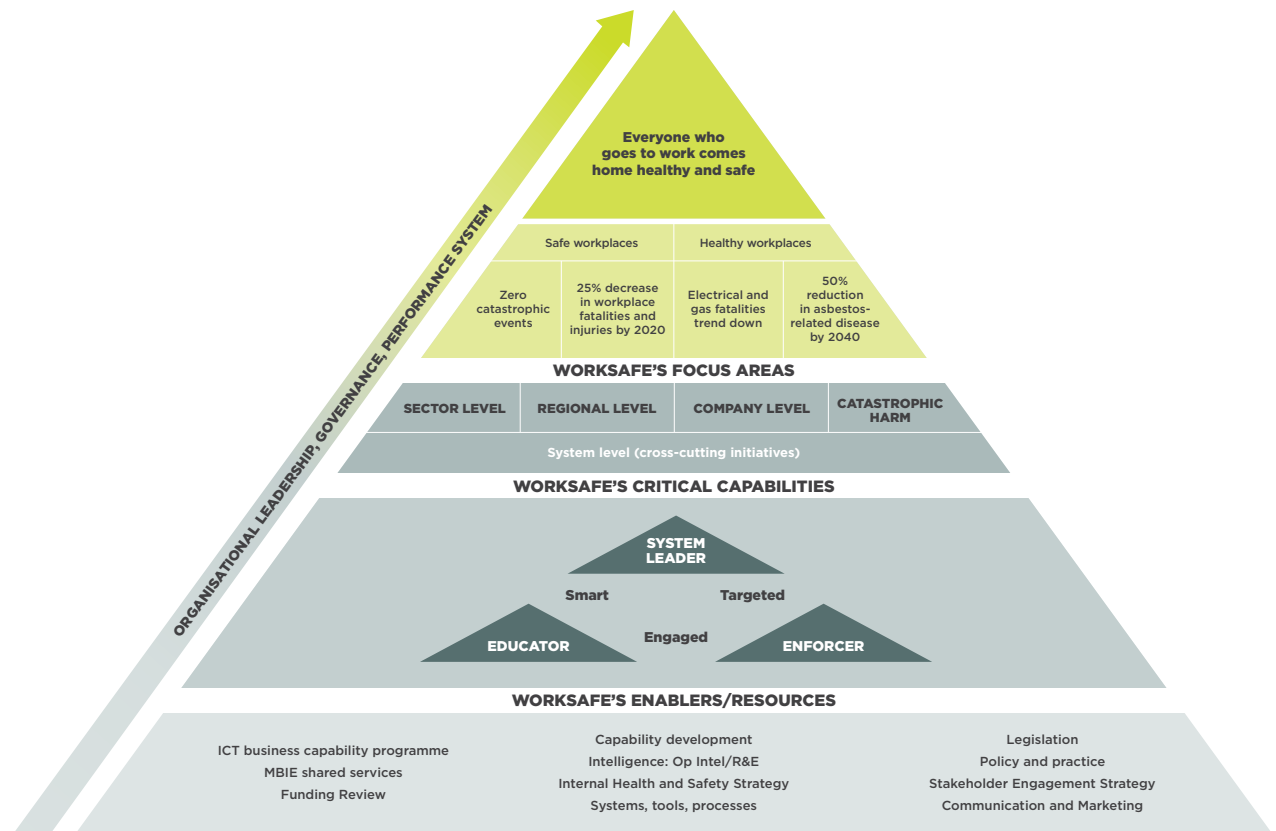 Everyone who
goes to work comes
home healthy and safe
Safe workplaces
Healthy workplaces
Zero
catastrophic
events
25% decrease
in workplace
fatalities and
injuries by 2020
Electrical and
gas fatalities
trend down
50%
reduction
in asbestos-
related disease
by 2040
ORGANISATIONAL LEADERSHIP, GOVERNANCE, PERFORMANCE SYSTEM
WORKSAFE'S FOCUS AREAS
SECTOR LEVEL
REGIONAL LEVEL
COMPANY LEVEL
CATASTROPHIC
HARM
System level (cross-cutting initiatives)
WORKSAFE'S CRITICAL CAPABILITIES
SYSTEM
LEADER
Smart
Targeted
EDUCATOR
Engaged
ENFORCER
WORKSAFE'S ENABLERS/RESOURCES
ICT business capability programme
MBIE shared services
Funding Review
Capability development
Intelligence: Op Intel/R&E
Internal Health and Safety Strategy
Systems, tools, processes
Legislation
Policy and practice
Stakeholder Engagement Strategy
Communication and Marketing